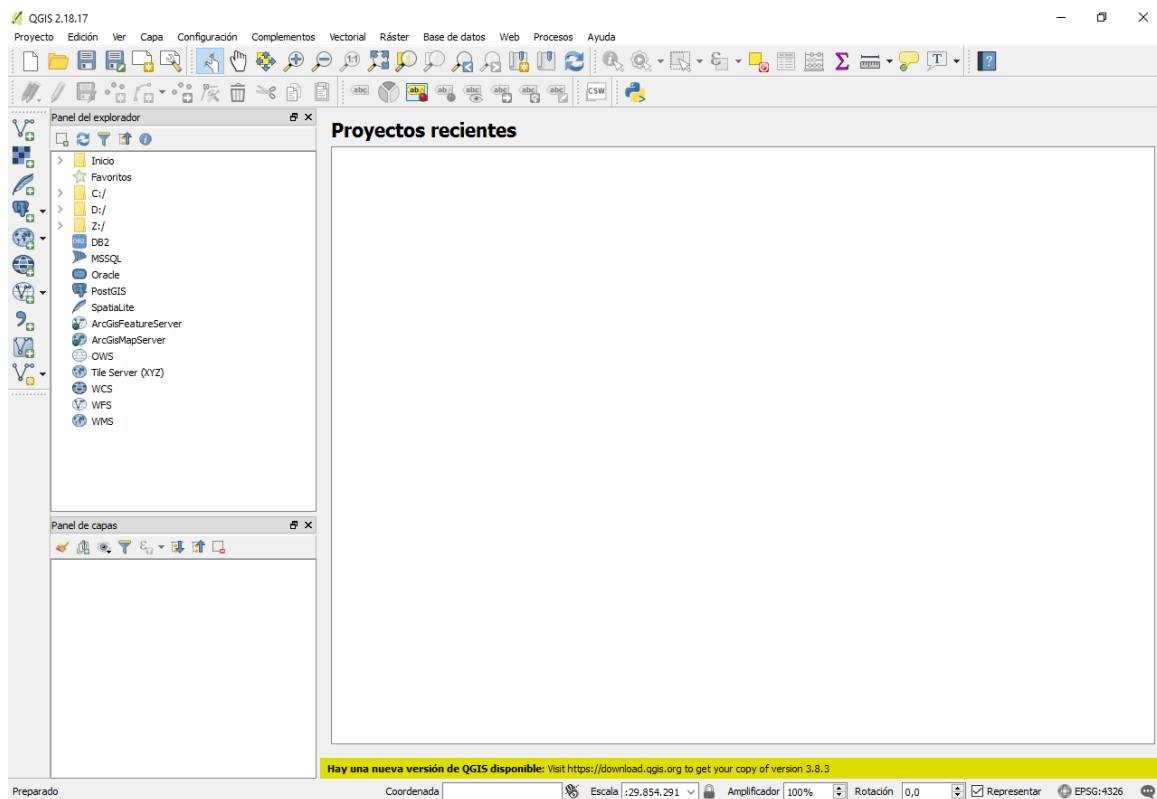 QGIS 2.18.17
Proyecto Edición Ver Capa Configuración Complementos Vectorial Ráster Base de datos Web Procesos Ayuda
Panel del explorador
Proyectos recientes
Inicio
Favoritos
C:/
D:/
Z:/
DB2
MSSQL
Oracle
PostGIS
SpatiaLite
ArcGisFeatureServer
ArcGisMapServer
OWS
Tile Server (XYZ)
WCS
WFS
WMS
Panel de capas
Hay una nueva versión de QGIS disponible: Visit https://download.qgis.org to get your copy of version 3.8.3
Preparado Coordenada Escala :29.854.291 Amplificador 100% Rotación 0,0 Representar EPSG:4326